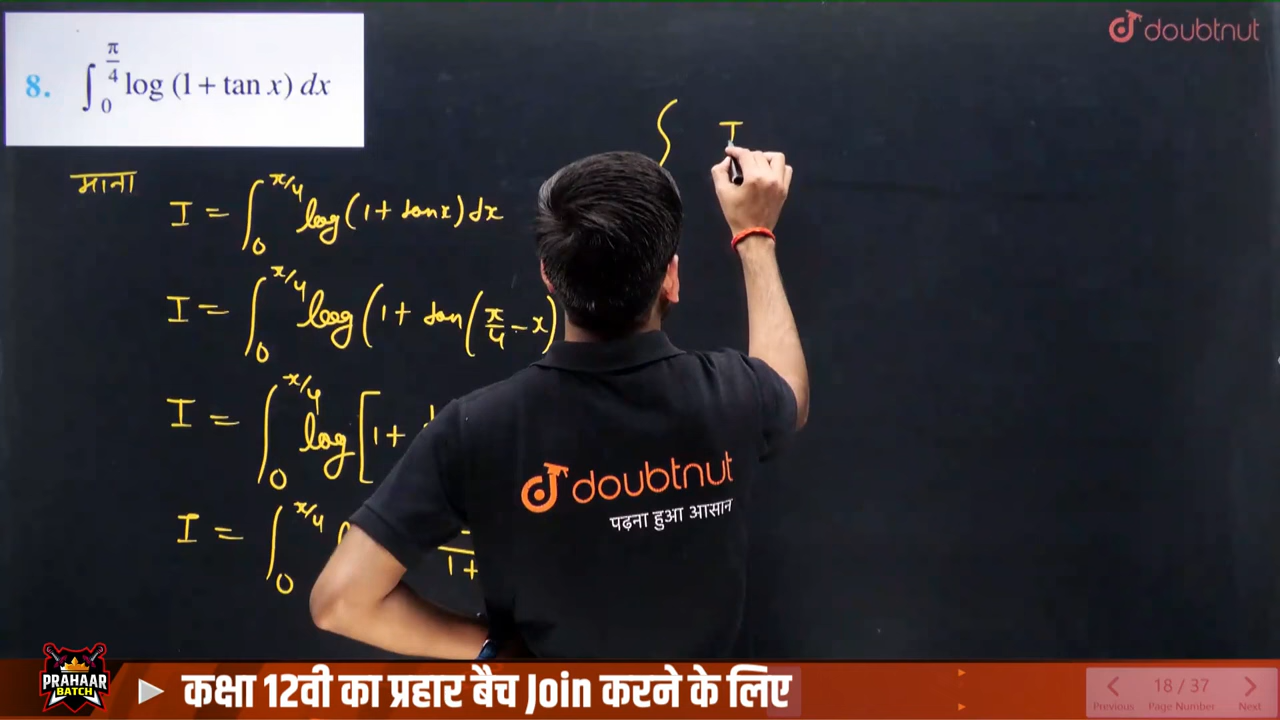 8. ∫₀^(π/4) log (1 + tan x) dx
doubtnut
माना
I = ∫₀^(π/4) log(1 + tanx) dx
I = ∫₀^(π/4) log(1 + tan(π/4 - x)
I = ∫₀^(π/4) log[1 +
I = ∫₀^(π/4)
1+
doubtnut
पढ़ना हुआ आसान
PRAHAAR
BATCH
कक्षा 12वी का प्रहार बैच Join करने के लिए
18 / 37
Previous Page Number Next